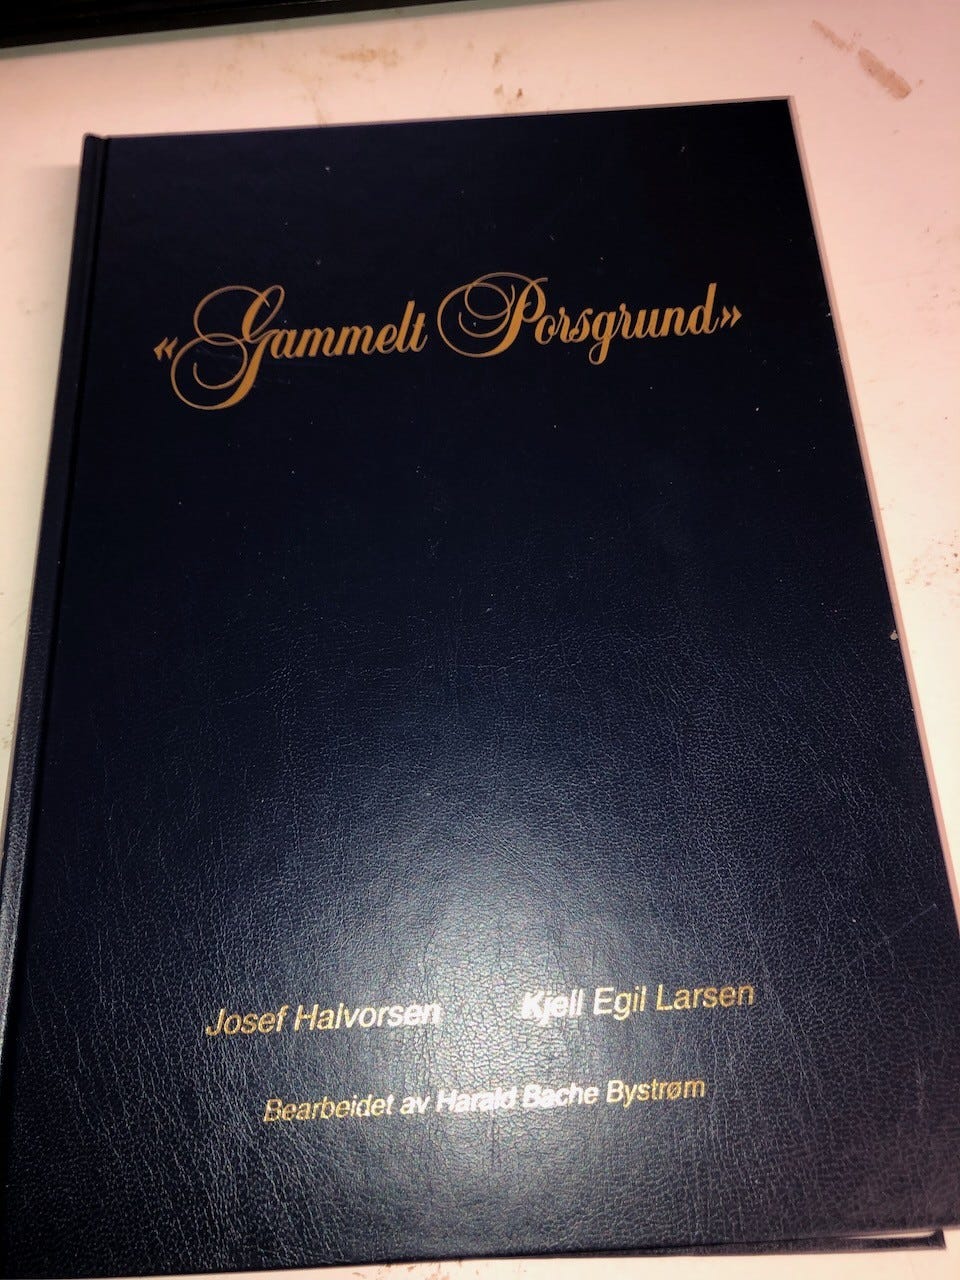 «Gammelt Porsgrund»
Josef Halvorsen Kjell Egil Larsen
Bearbeidet av Harald Bache Bystrøm